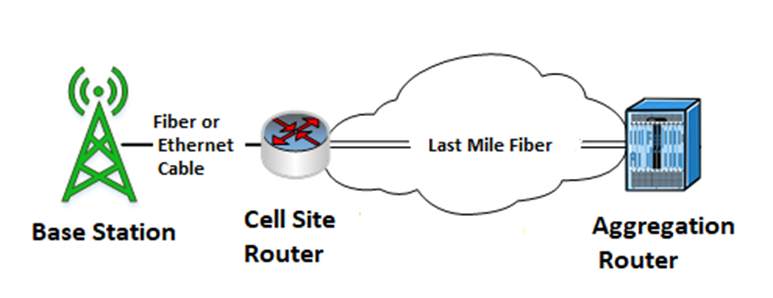 Fiber or
Ethernet
Cable
Last Mile Fiber
Base Station
Cell Site
Router
Aggregation
Router